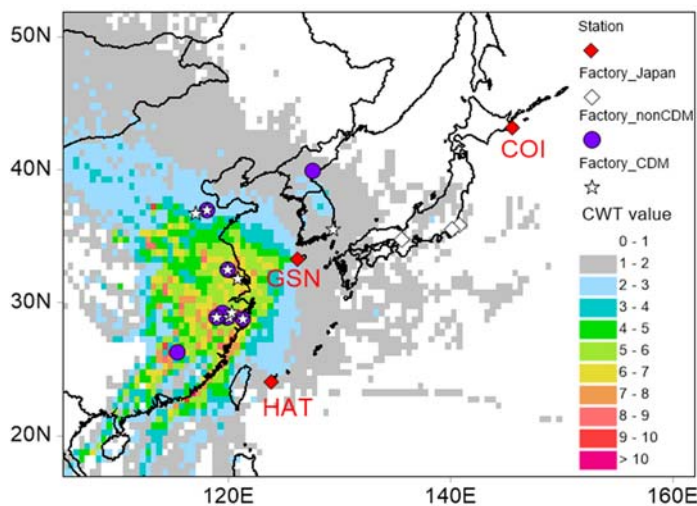 50N
40N
30N
20N
120E
140E
160E
COI
GSN
HAT
Station
Factory_Japan
Factory_nonCDM
Factory_CDM
CWT value
0 - 1
1 - 2
2 - 3
3 - 4
4 - 5
5 - 6
6 - 7
7 - 8
8 - 9
9 - 10
> 10